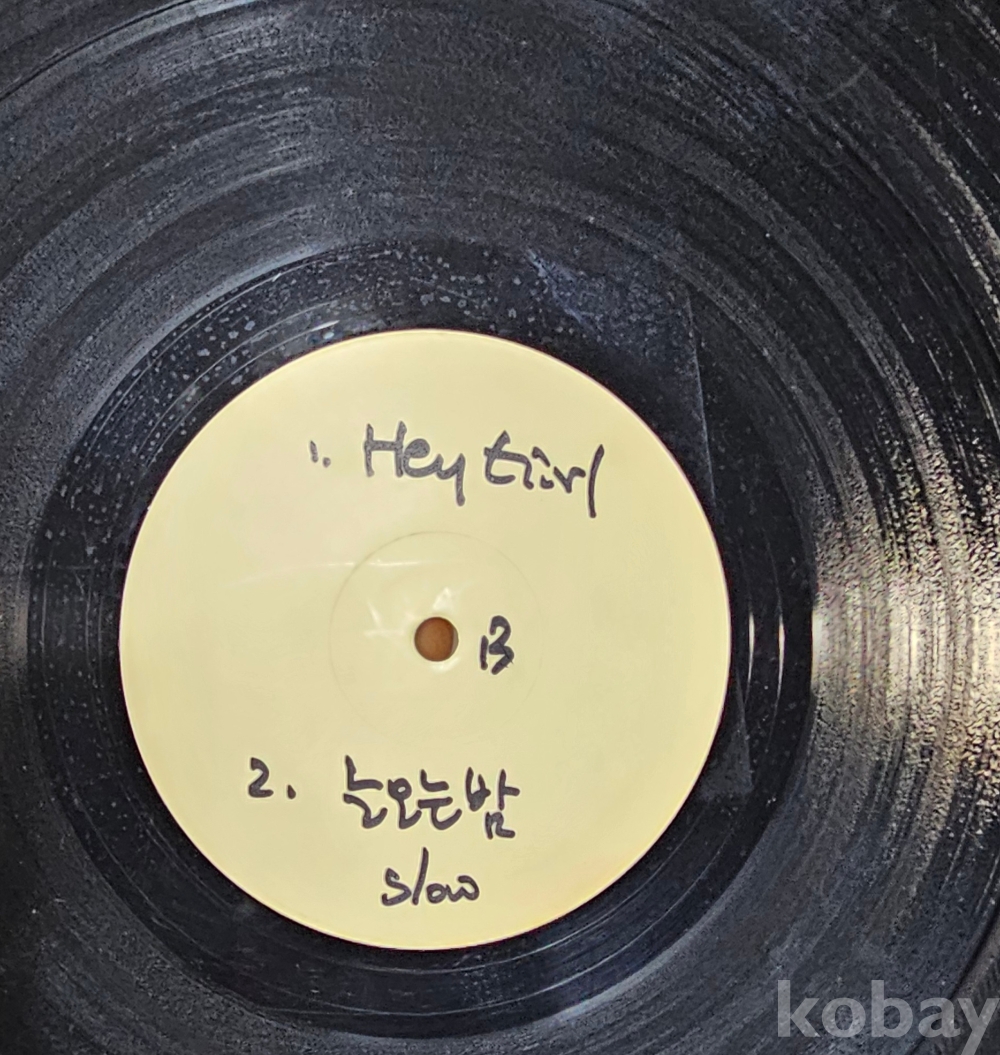 1. Hey Girl
B
2. 눈오는밤
slow
kobay